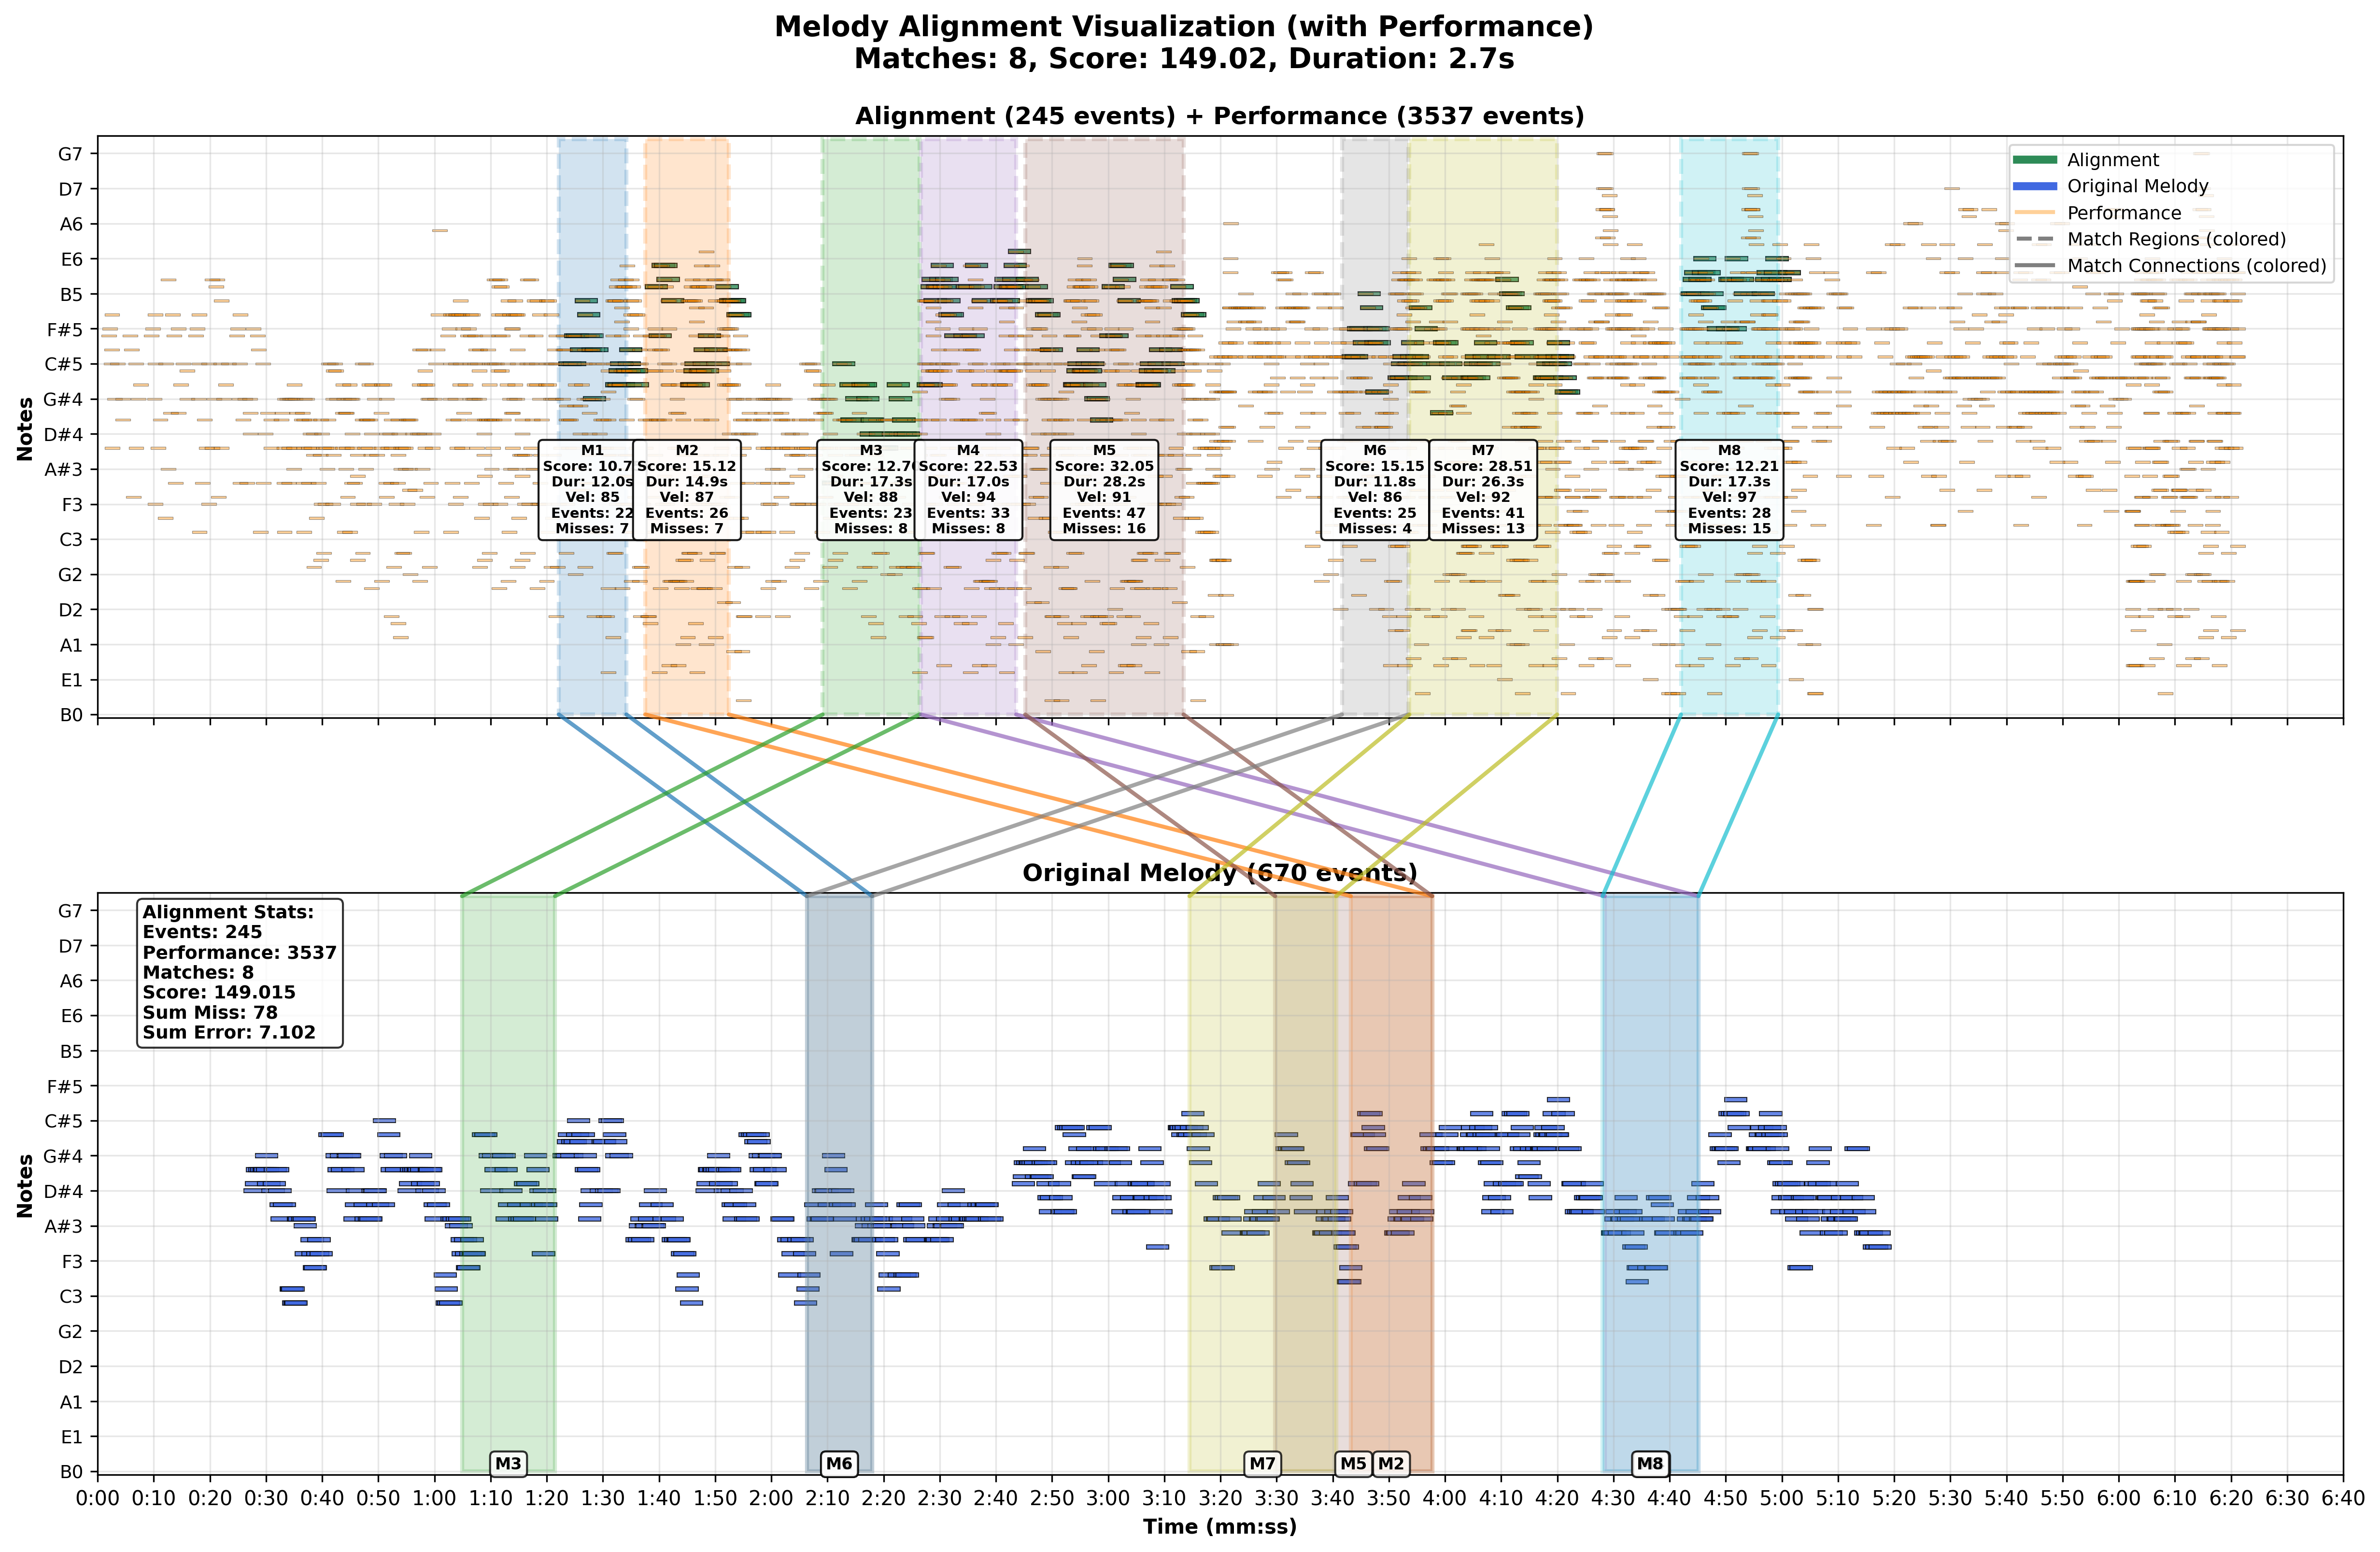 Melody Alignment Visualization (with Performance)
Matches: 8, Score: 149.02, Duration: 2.7s
Alignment (245 events) + Performance (3537 events)
Notes
G7
D7
A6
E6
B5
F#5
C#5
G#4
D#4
A#3
F3
C3
G2
D2
A1
E1
B0
Alignment
Original Melody
Performance
Match Regions (colored)
Match Connections (colored)
M1
Score: 10.7
Dur: 12.0s
Vel: 85
Events: 22
Misses: 7
M2
Score: 15.12
Dur: 14.9s
Vel: 87
Events: 26
Misses: 7
M3
Score: 12.70
Dur: 17.3s
Vel: 88
Events: 23
Misses: 8
M4
Score: 22.53
Dur: 17.0s
Vel: 94
Events: 33
Misses: 8
M5
Score: 32.05
Dur: 28.2s
Vel: 91
Events: 47
Misses: 16
M6
Score: 15.15
Dur: 11.8s
Vel: 86
Events: 25
Misses: 4
M7
Score: 28.51
Dur: 26.3s
Vel: 92
Events: 41
Misses: 13
M8
Score: 12.21
Dur: 17.3s
Vel: 97
Events: 28
Misses: 15
Original Melody (670 events)
Notes
G7
D7
A6
E6
B5
F#5
C#5
G#4
D#4
A#3
F3
C3
G2
D2
A1
E1
B0
Alignment Stats:
Events: 245
Performance: 3537
Matches: 8
Score: 149.015
Sum Miss: 78
Sum Error: 7.102
M3
M6
M7
M5
M2
M8
0:00 0:10 0:20 0:30 0:40 0:50 1:00 1:10 1:20 1:30 1:40 1:50 2:00 2:10 2:20 2:30 2:40 2:50 3:00 3:10 3:20 3:30 3:40 3:50 4:00 4:10 4:20 4:30 4:40 4:50 5:00 5:10 5:20 5:30 5:40 5:50 6:00 6:10 6:20 6:30 6:40
Time (mm:ss)